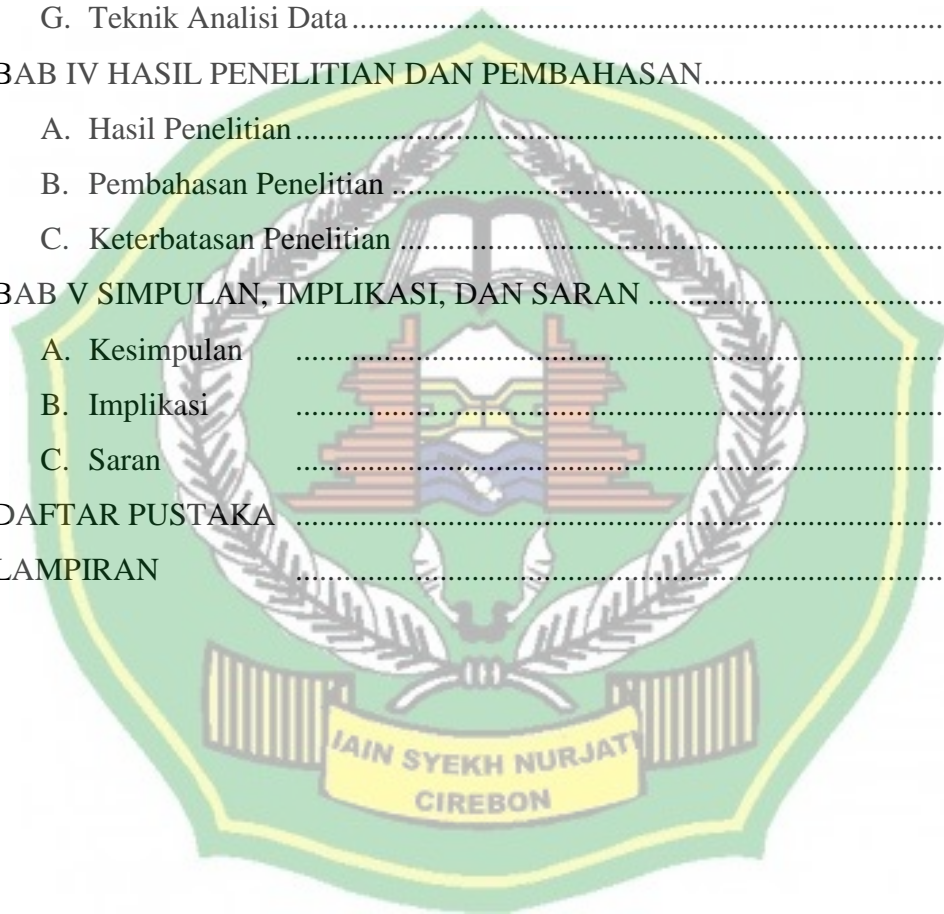 G. Teknik Analisi Data................................................................
BAB IV HASIL PENELITIAN DAN PEMBAHASAN................................
A. Hasil Penelitian................................................................
B. Pembahasan Penelitian ................................................................
C. Keterbatasan Penelitian ................................................................
BAB V SIMPULAN, IMPLIKASI, DAN SARAN ................................
A. Kesimpulan ................................................................
B. Implikasi ................................................................
C. Saran ................................................................
DAFTAR PUSTAKA ................................................................
LAMPIRAN ................................................................
IAIN SYEKH NURJATI
CIREBON